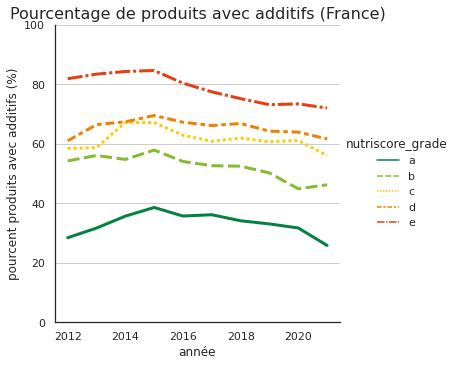 Pourcentage de produits avec additifs (France)
100
80
60
40
20
0
pourcent produits avec additifs (%)
2012
2014
2016
2018
2020
année
nutriscore_grade
a
b
c
d
e